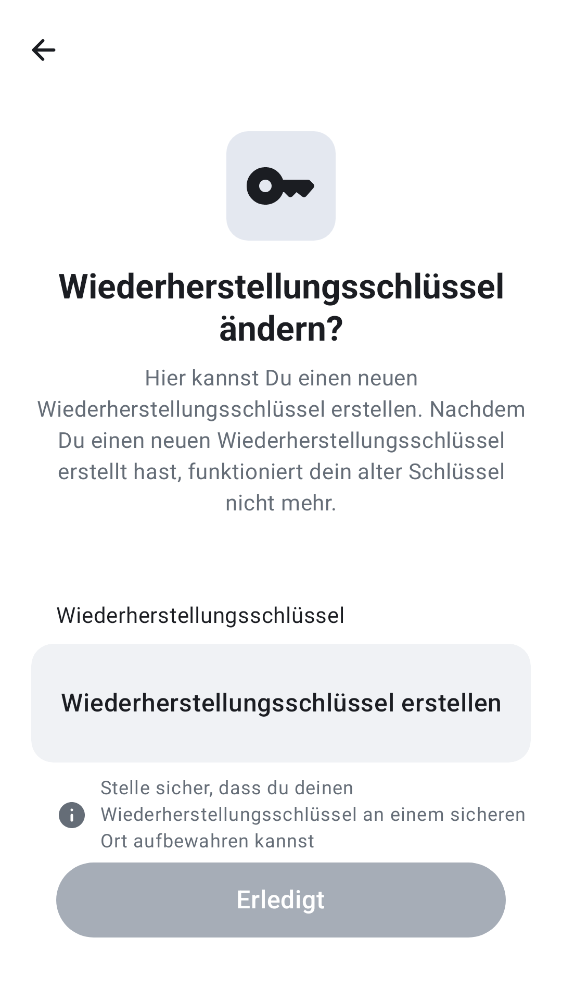 Wiederherstellungsschlüssel
ändern?
Hier kannst Du einen neuen
Wiederherstellungsschlüssel erstellen. Nachdem
Du einen neuen Wiederherstellungsschlüssel
erstellt hast, funktioniert dein alter Schlüssel
nicht mehr.
Wiederherstellungsschlüssel
Wiederherstellungsschlüssel erstellen
Stelle sicher, dass du deinen
Wiederherstellungsschlüssel an einem sicheren
Ort aufbewahren kannst
Erledigt